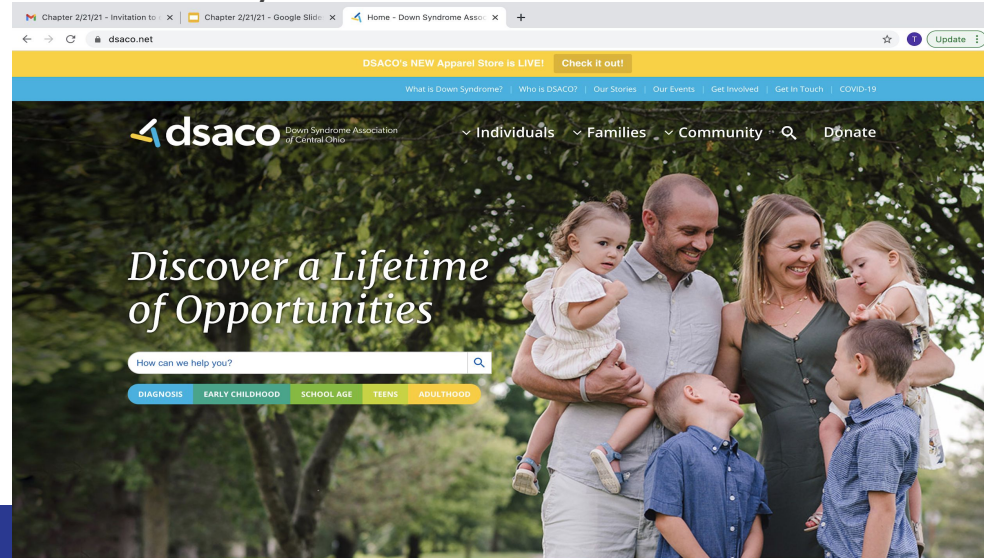 Chapter 2/21/21 - Invitation to
Chapter 2/21/21 - Google Slide
Home - Down Syndrome Assoc
dsaco.net
T
Update
DSACO's NEW Apparel Store is LIVE! Check it out!
What is Down Syndrome? | Who is DSACO? | Our Stories | Our Events | Get Involved | Get In Touch | COVID-19
dsaco Down Syndrome Association
of Central Ohio
Individuals Families Community Donate
Discover a Lifetime
of Opportunities
How can we help you?
DIAGNOSIS EARLY CHILDHOOD SCHOOL AGE TEENS ADULTHOOD